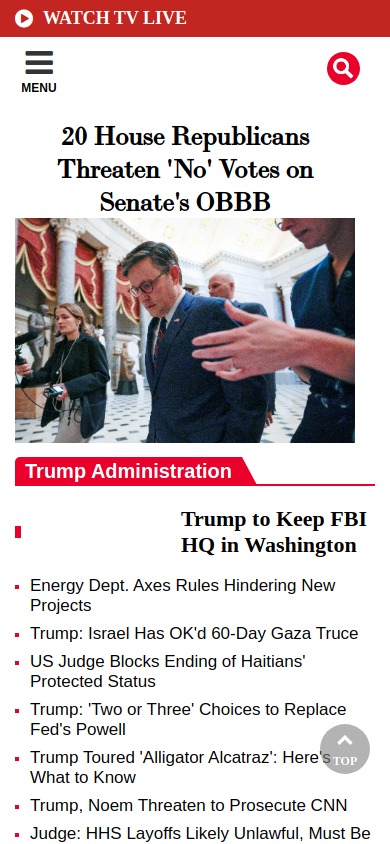 WATCH TV LIVE
MENU
20 House Republicans
Threaten 'No' Votes on
Senate's OBBB
Trump Administration
Trump to Keep FBI
HQ in Washington
Energy Dept. Axes Rules Hindering New
Projects
Trump: Israel Has OK'd 60-Day Gaza Truce
US Judge Blocks Ending of Haitians'
Protected Status
Trump: 'Two or Three' Choices to Replace
Fed's Powell
Trump Toured 'Alligator Alcatraz': Here's
What to Know
TOP
Trump, Noem Threaten to Prosecute CNN
Judge: HHS Layoffs Likely Unlawful, Must Be